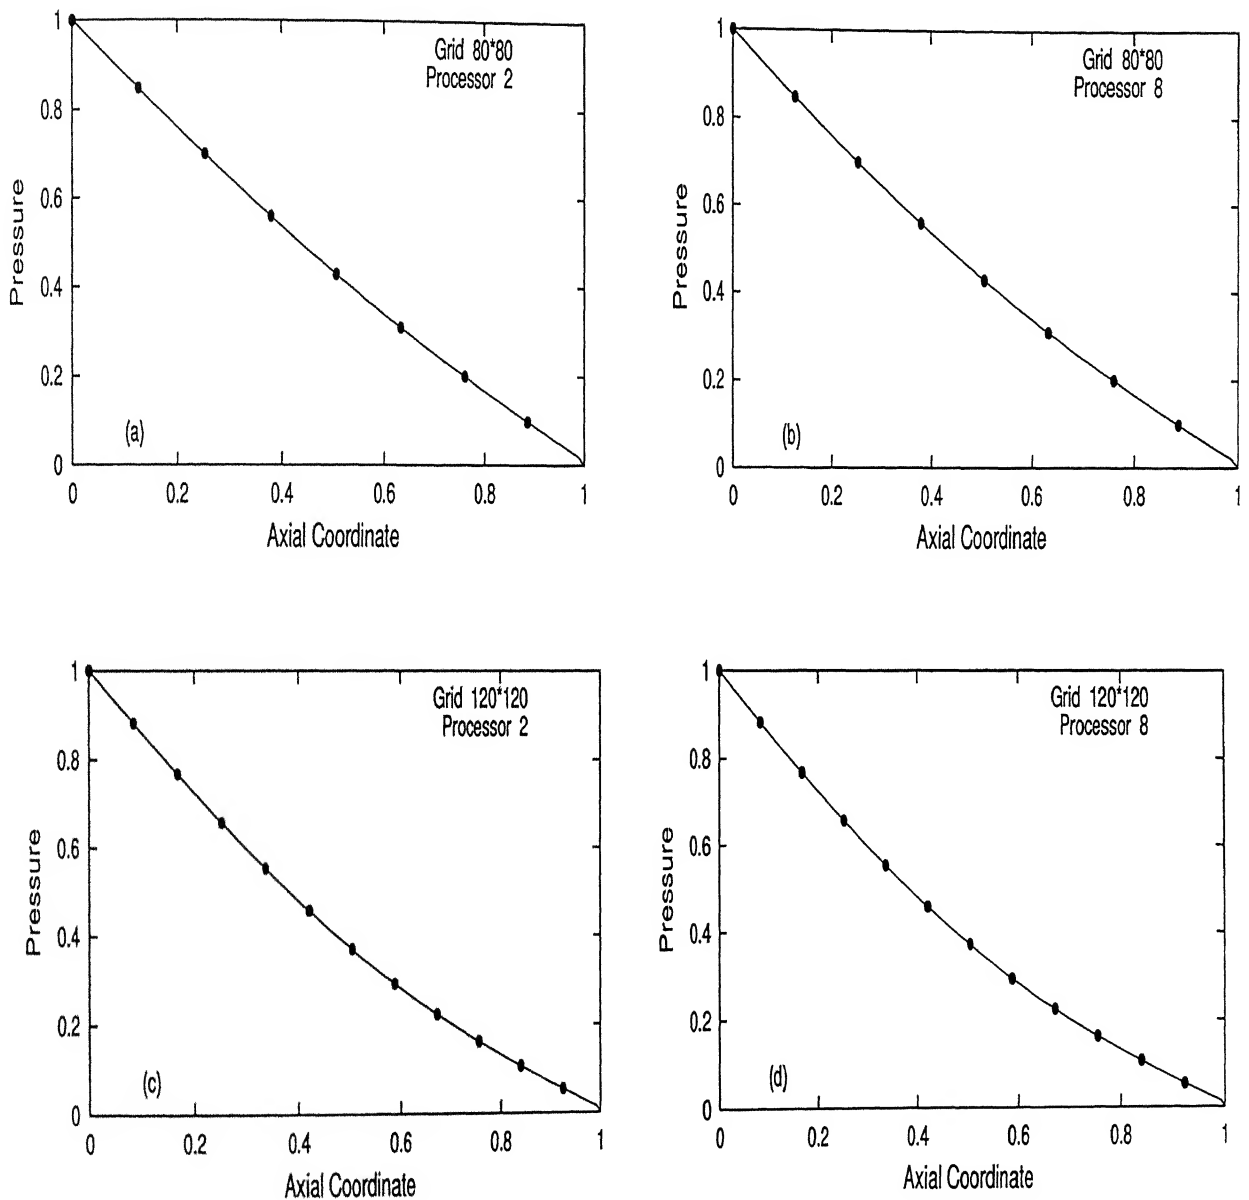 Grid 80*80
Processor 2
1
0.8
0.6
0.4
0.2
0
Pressure
(a)
0 0.2 0.4 0.6 0.8 1
Axial Coordinate
Grid 80*80
Processor 8
1
0.8
0.6
0.4
0.2
0
Pressure
(b)
0 0.2 0.4 0.6 0.8 1
Axial Coordinate
Grid 120*120
Processor 2
1
0.8
0.6
0.4
0.2
0
Pressure
(c)
0 0.2 0.4 0.6 0.8 1
Axial Coordinate
Grid 120*120
Processor 8
1
0.8
0.6
0.4
0.2
0
Pressure
(d)
0 0.2 0.4 0.6 0.8 1
Axial Coordinate